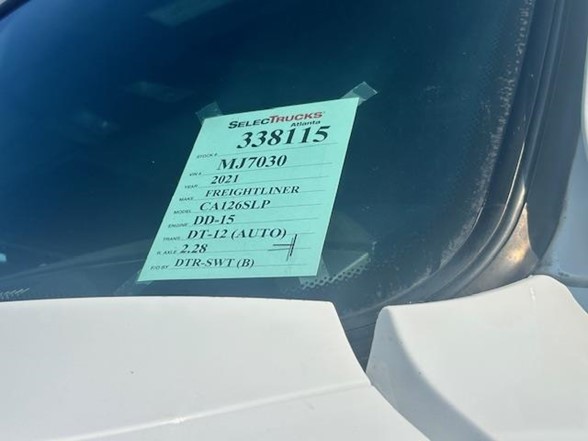 SELECTRUCKS
Atlanta
STOCK# 338115
VIN # MJ7030
YEAR 2021
MAKE FREIGHTLINER
MODEL CA126SLP
ENGINE DD-15
TRANS DT-12 (AUTO)
R. AXLE 2.28
F/O BY DTR-SWT (B)